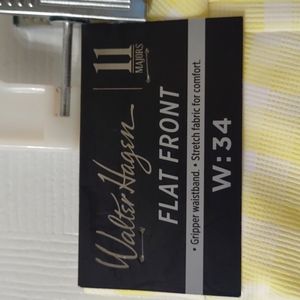 Walter Hagen | 11
MAJORS
FLAT FRONT
• Gripper waistband. • Stretch fabric for comfort.
W: 34